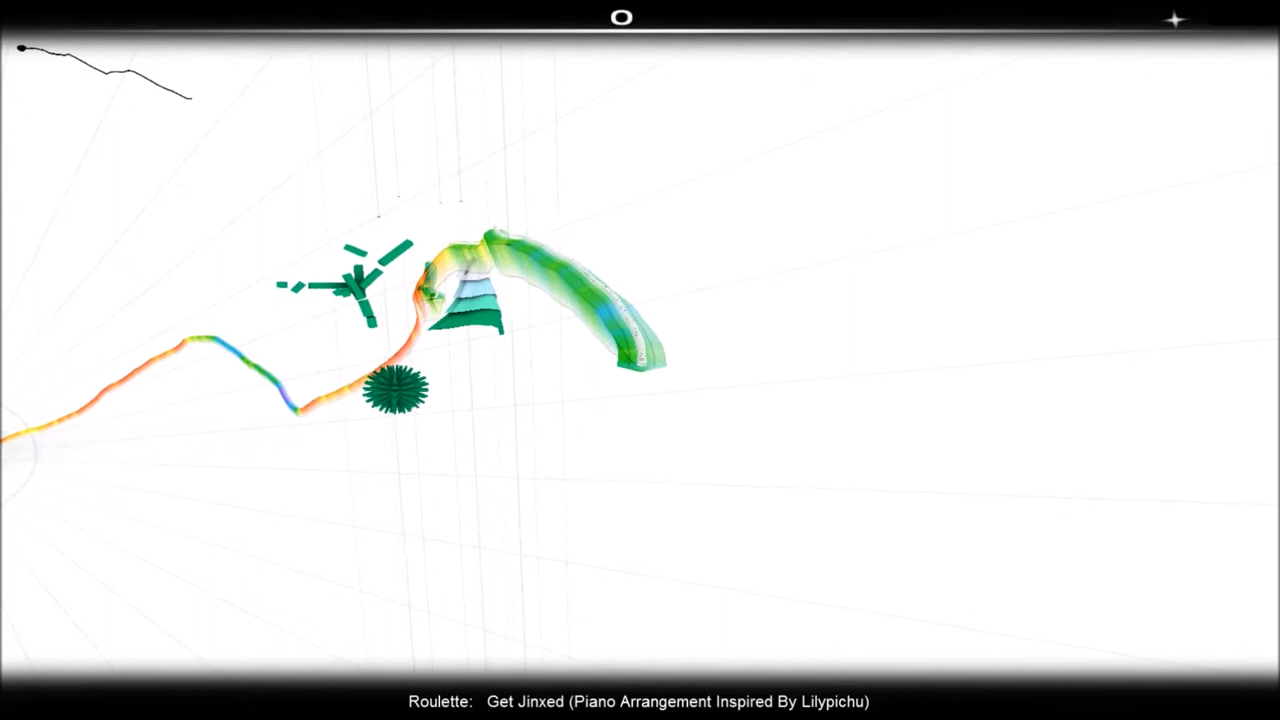 O
Roulette: Get Jinxed (Piano Arrangement Inspired By Lilypichu)